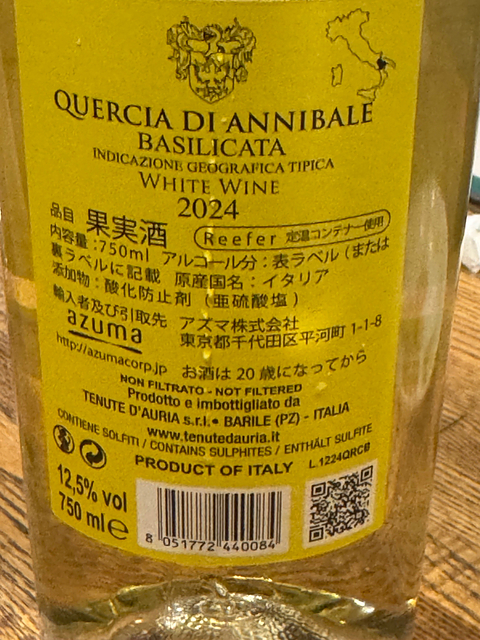 QUERCIA DI ANNIBALE
BASILICATA
INDICAZIONE GEOGRAFICA TIPICA
WHITE WINE
2024
品目 果実酒 Reefer 定温コンテナー使用
内容量:750ml アルコール分:表ラベル(または
裏ラベルに記載 原産国名:イタリア
添加物:酸化防止剤(亜硫酸塩)
輸入者及び引取先 アズマ株式会社
azuma 東京都千代田区平河町 1-1-8
http://azumacorp.jp お酒は20歳になってから
NON FILTRATO - NOT FILTERED
Prodotto e imbottigliato da
TENUTE D'AURIA s.r.l. • BARILE (PZ) - ITALIA
www.tenutedauria.it
CONTIENE SOLFITI / CONTAINS SULPHITES / ENTHÄLT SULFITE
PRODUCT OF ITALY L.1224QRCB
12,5% vol
750 ml e
8 051772 440084